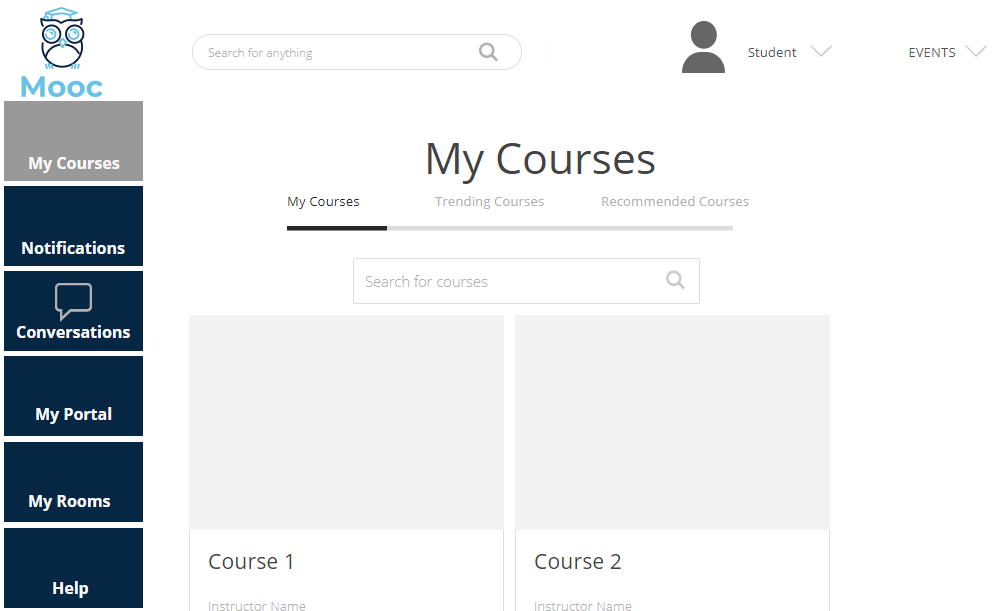 Mooc
Search for anything
Student
EVENTS
My Courses
Notifications
Conversations
My Portal
My Rooms
Help
My Courses
My Courses
Trending Courses
Recommended Courses
Search for courses
Course 1
Instructor Name
Course 2
Instructor Name